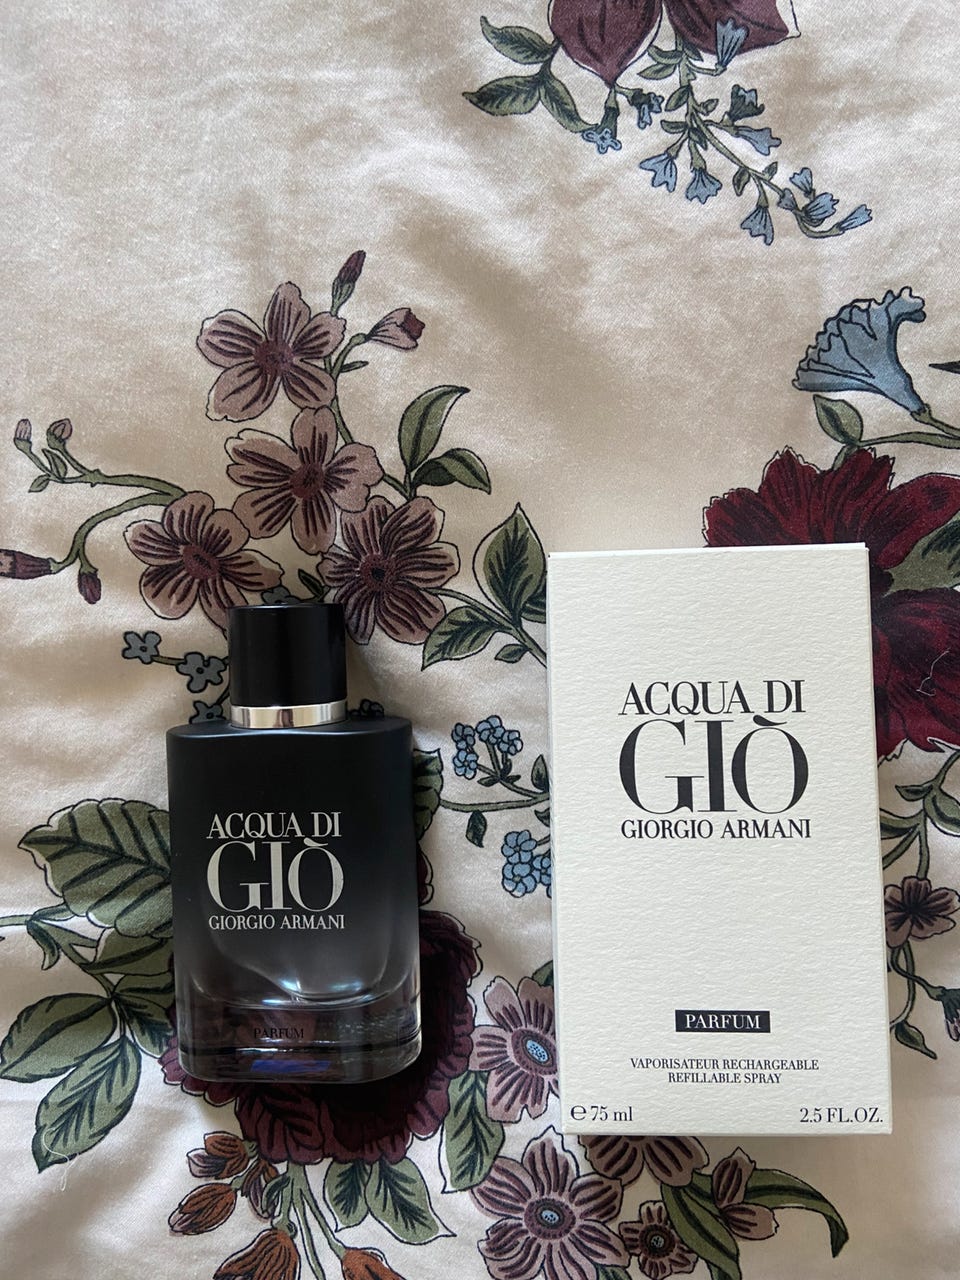 ACQUA DI
GIÒ
GIORGIO ARMANI
PARFUM
ACQUA DI
GIÒ
GIORGIO ARMANI
PARFUM
VAPORISATEUR RECHARGEABLE
REFILLABLE SPRAY
℮ 75 ml 2.5 FL.OZ.